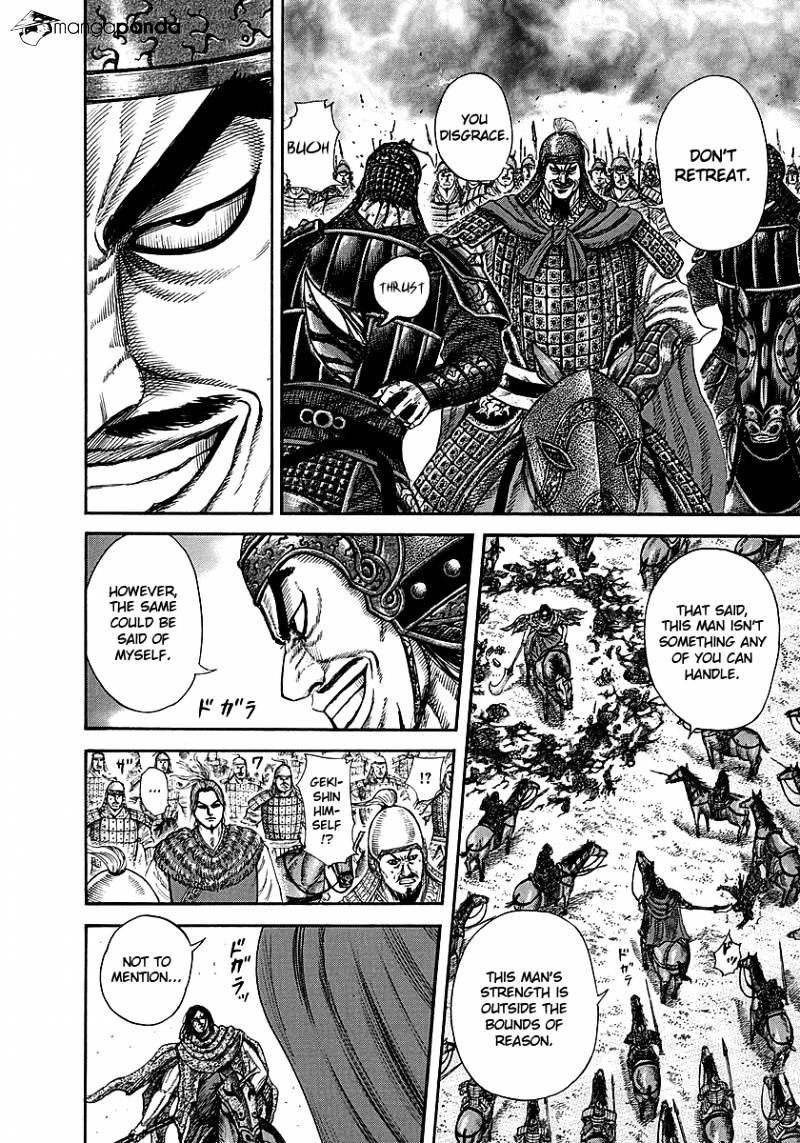 mangapanda
DON'T
RETREAT.
YOU
DISGRACE.
BUOH
THRUST
THAT SAID,
THIS MAN ISN'T
SOMETHING ANY
OF YOU CAN
HANDLE.
HOWEVER,
THE SAME
COULD BE
SAID OF
MYSELF.
ドガラ
!?
GEKI-
SHIN
HIM-
SELF
!?
ザワ
...
THIS MAN'S
STRENGTH IS
OUTSIDE THE
BOUNDS OF
REASON.
ドッ
ドガラ
NOT TO
MENTION...
ドガラ